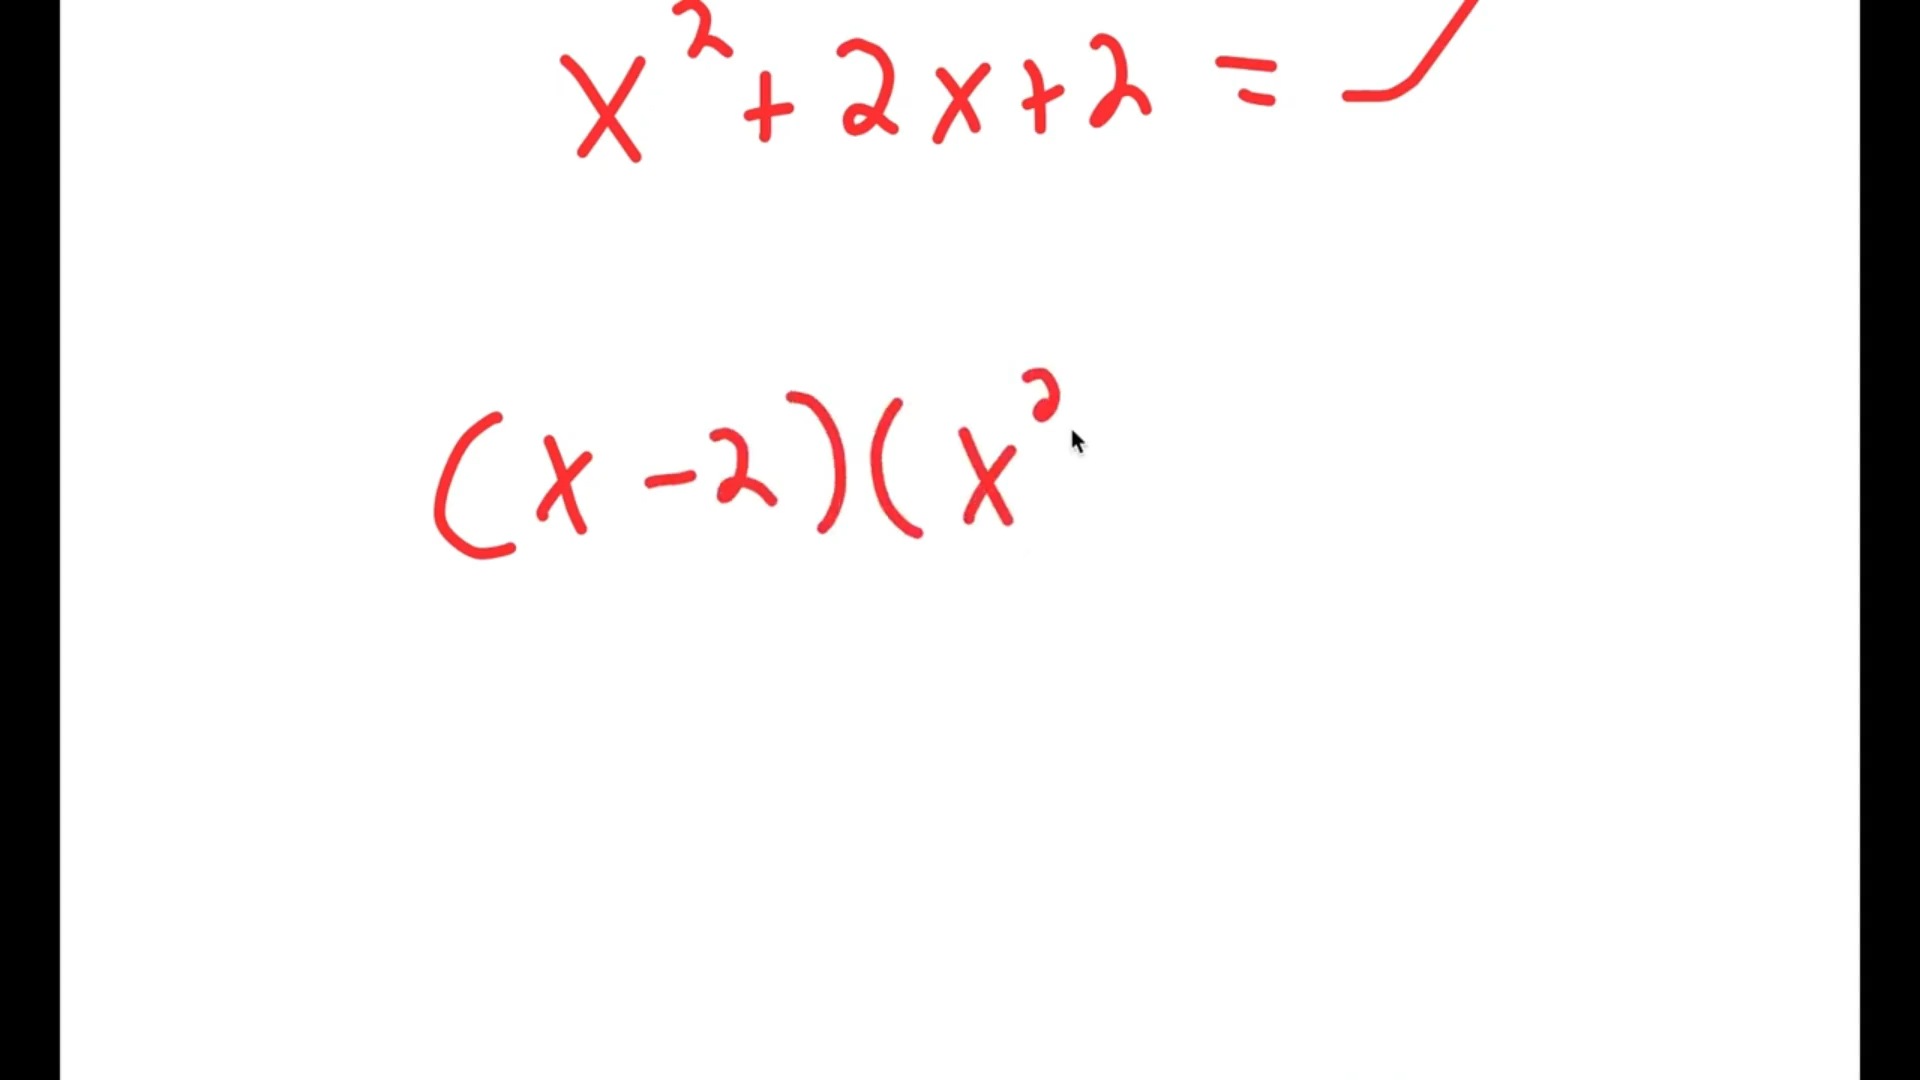 x² + 2x + 2 =
(x - 2)(x²